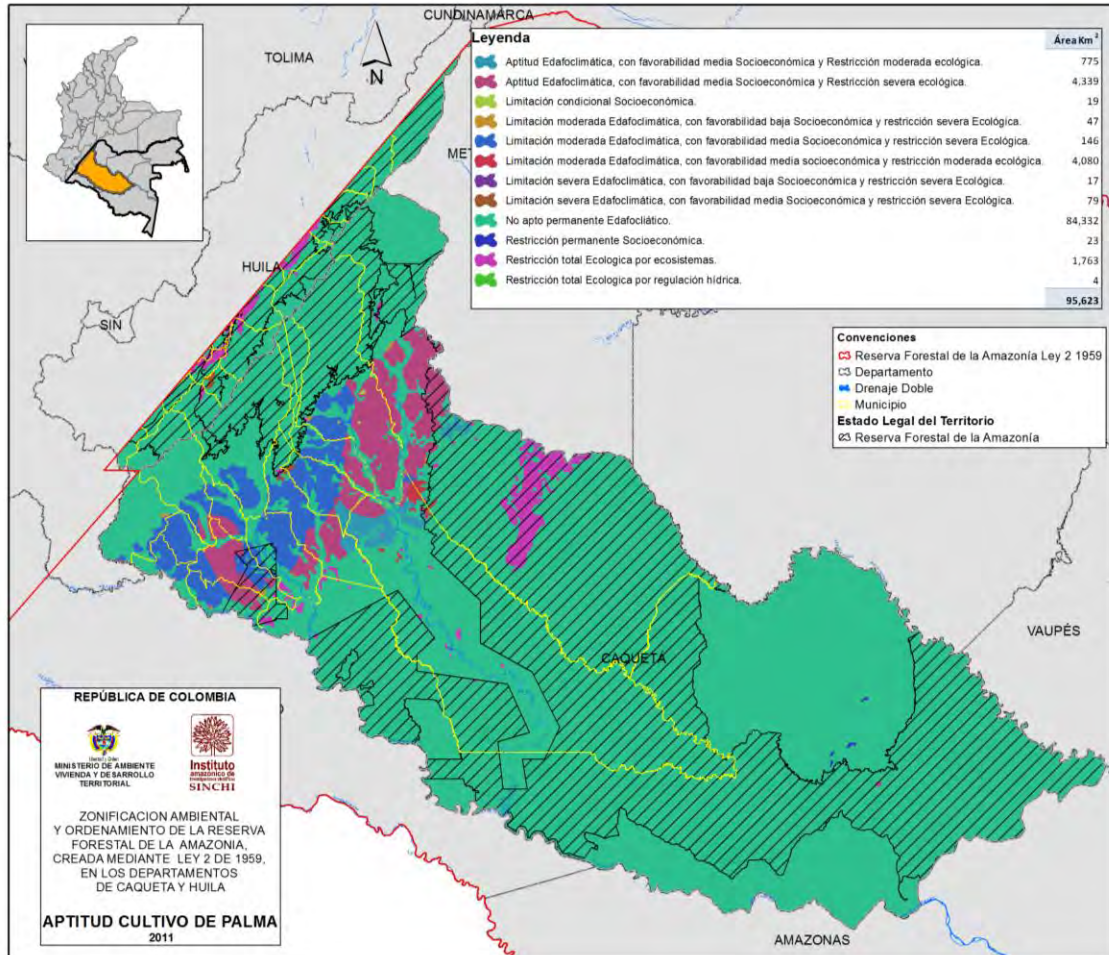 CUNDINAMARCA
TOLIMA
N
MET
HUILA
SIN
CAQUETÁ
VAUPÉS
AMAZONAS
Leyenda
Área Km²
Aptitud Edafoclimática, con favorabilidad media Socioeconómica y Restricción moderada ecológica. 775
Aptitud Edafoclimática, con favorabilidad media Socioeconómica y Restricción severa ecológica. 4,339
Limitación condicional Socioeconómica. 19
Limitación moderada Edafoclimática, con favorabilidad baja Socioeconómica y restricción severa Ecológica. 47
Limitación moderada Edafoclimática, con favorabilidad media Socioeconómica y restricción severa Ecológica. 146
Limitación moderada Edafoclimática, con favorabilidad media socioeconómica y restricción moderada ecológica. 4,080
Limitación severa Edafoclimática, con favorabilidad baja Socioeconómica y restricción severa Ecológica. 17
Limitación severa Edafoclimática, con favorabilidad media Socioeconómica y restricción severa Ecológica. 79
No apto permanente Edafocliático. 84,332
Restricción permanente Socioeconómica. 23
Restricción total Ecologica por ecosistemas. 1,763
Restricción total Ecologica por regulación hídrica. 4
95,623
Convenciones
Reserva Forestal de la Amazonía Ley 2 1959
Departamento
Drenaje Doble
Municipio
Estado Legal del Territorio
Reserva Forestal de la Amazonía
REPÚBLICA DE COLOMBIA
MINISTERIO DE AMBIENTE
VIVIENDA Y DESARROLLO
TERRITORIAL
Instituto
amazónico de
investigaciones científicas
SINCHI
ZONIFICACION AMBIENTAL
Y ORDENAMIENTO DE LA RESERVA
FORESTAL DE LA AMAZONIA,
CREADA MEDIANTE LEY 2 DE 1959,
EN LOS DEPARTAMENTOS
DE CAQUETA Y HUILA
APTITUD CULTIVO DE PALMA
2011